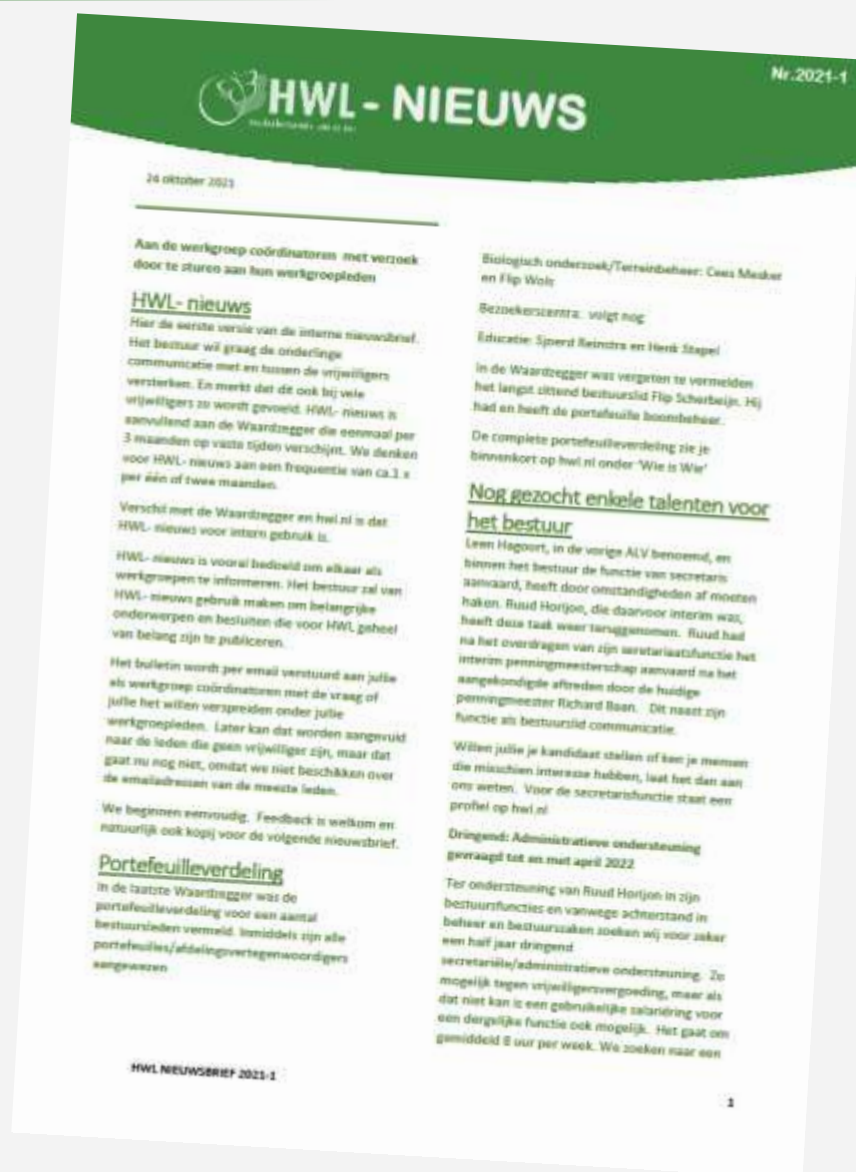 Nr.2021-1
HWL - NIEUWS
24 oktober 2021
Aan de werkgroep coördinatoren met verzoek
door te sturen aan hun werkgroepleden
HWL- nieuws
Hier de eerste versie van de interne nieuwsbrief.
Het bestuur wil graag de onderlinge
communicatie met en tussen de vrijwilligers
versterken. En merkt dat dit ook bij vele
vrijwilligers zo wordt gevoeld. HWL- nieuws is
aanvullend aan de Waardzegger die eenmaal per
3 maanden op vaste tijden verschijnt. We denken
voor HWL- nieuws aan een frequentie van ca.1 x
per één of twee maanden.
Verschil met de Waardzegger en hwl.nl is dat
HWL- nieuws voor intern gebruik is.
HWL- nieuws is vooral bedoeld om elkaar als
werkgroepen te informeren. Het bestuur zal van
HWL- nieuws gebruik maken om belangrijke
onderwerpen en besluiten die voor HWL geheel
van belang zijn te publiceren.
Het bulletin wordt per email verstuurd aan jullie
als werkgroep coördinatoren met de vraag of
jullie het willen verspreiden onder jullie
werkgroepleden. Later kan dat worden aangevuld
naar de leden die geen vrijwilliger zijn, maar dat
gaat nu nog niet, omdat we niet beschikken over
de emailadressen van de meeste leden.
We beginnen eenvoudig. Feedback is welkom en
natuurlijk ook kopij voor de volgende nieuwsbrief.
Portefeuilleverdeling
In de laatste Waardzegger was de
portefeuilleverdeling voor een aantal
bestuursleden vermeld. Inmiddels zijn alle
portefeuilles/afdelingsvertegenwoordigers
aangewezen
Biologisch onderzoek/Terreinbeheer: Cees Mesker
en Flip Wols
Bezoekerscentra: volgt nog
Educatie: Sjoerd Reinstra en Henk Stapel
In de Waardzegger was vergeten te vermelden
het langst zittend bestuurslid Flip Scherbeijn. Hij
had en heeft de portefeuille boombeheer.
De complete portefeuilleverdeling zie je
binnenkort op hwl.nl onder 'Wie is Wie'
Nog gezocht enkele talenten voor
het bestuur
Leen Hagoort, in de vorige ALV benoemd, en
binnen het bestuur de functie van secretaris
aanvaard, heeft door omstandigheden af moeten
haken. Ruud Horijon, die daarvoor interim was,
heeft deze taak weer teruggenomen. Ruud had
na het overdragen van zijn secretariaatsfunctie het
interim penningmeesterschap aanvaard na het
aangekondigde aftreden door de huidige
penningmeester Richard Baan. Dit naast zijn
functie als bestuurslid communicatie.
Willen jullie je kandidaat stellen of ken je mensen
die misschien interesse hebben, laat het dan aan
ons weten. Voor de secretarisfunctie staat een
profiel op hwl.nl
Dringend: Administratieve ondersteuning
gevraagd tot en met april 2022
Ter ondersteuning van Ruud Horijon in zijn
bestuursfuncties en vanwege achterstand in
beheer en bestuurszaken zoeken wij voor zeker
een half jaar dringend
secretariële/administratieve ondersteuning. Zo
mogelijk tegen vrijwilligersvergoeding, maar als
dat niet kan is een gebruikelijke salariëring voor
een dergelijke functie ook mogelijk. Het gaat om
gemiddeld 8 uur per week. We zoeken naar een
HWL NIEUWSBRIEF 2021-1
1